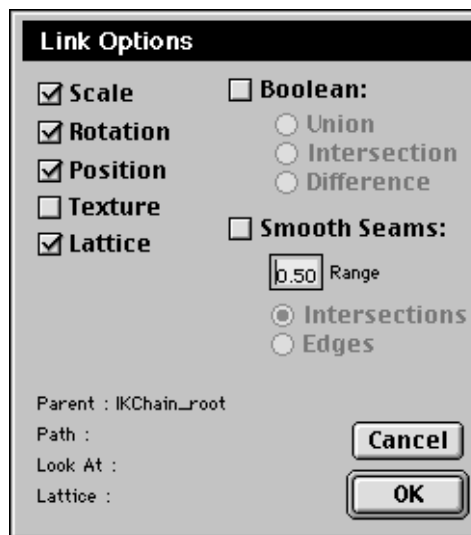 Link Options
Scale
Rotation
Position
Texture
Lattice
Boolean:
Union
Intersection
Difference
Smooth Seams:
0.50 Range
Intersections
Edges
Parent : IKChain_root
Path :
Look At :
Lattice :
Cancel
OK